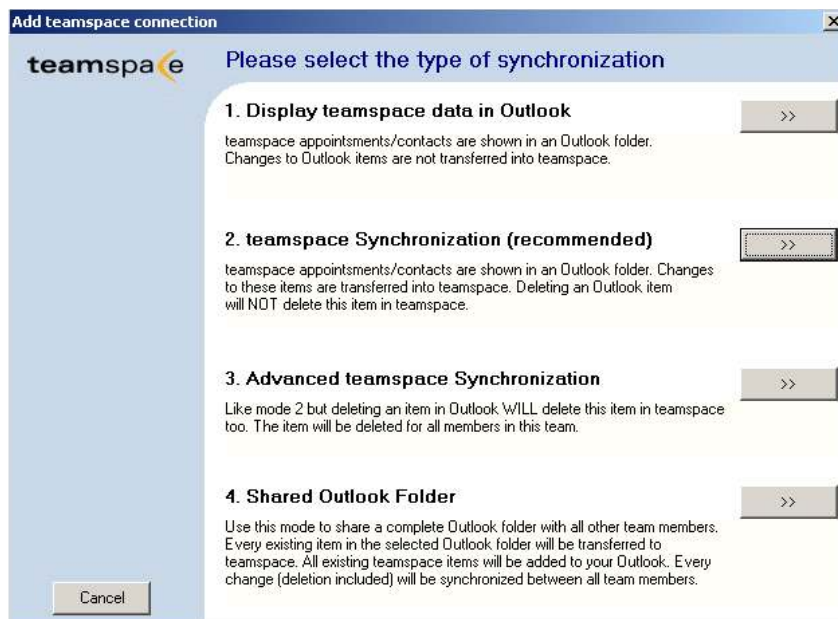 Add teamspace connection
teamspace
Please select the type of synchronization
1. Display teamspace data in Outlook
>>
teamspace appointsments/contacts are shown in an Outlook folder.
Changes to Outlook items are not transferred into teamspace.
2. teamspace Synchronization (recommended)
>>
teamspace appointsments/contacts are shown in an Outlook folder. Changes
to these items are transferred into teamspace. Deleting an Outlook item
will NOT delete this item in teamspace.
3. Advanced teamspace Synchronization
>>
Like mode 2 but deleting an item in Outlook WILL delete this item in teamspace
too. The item will be deleted for all members in this team.
4. Shared Outlook Folder
>>
Use this mode to share a complete Outlook folder with all other team members.
Every existing item in the selected Outlook folder will be transferred to
teamspace. All existing teamspace items will be added to your Outlook. Every
change (deletion included) will be synchronized between all team members.
Cancel